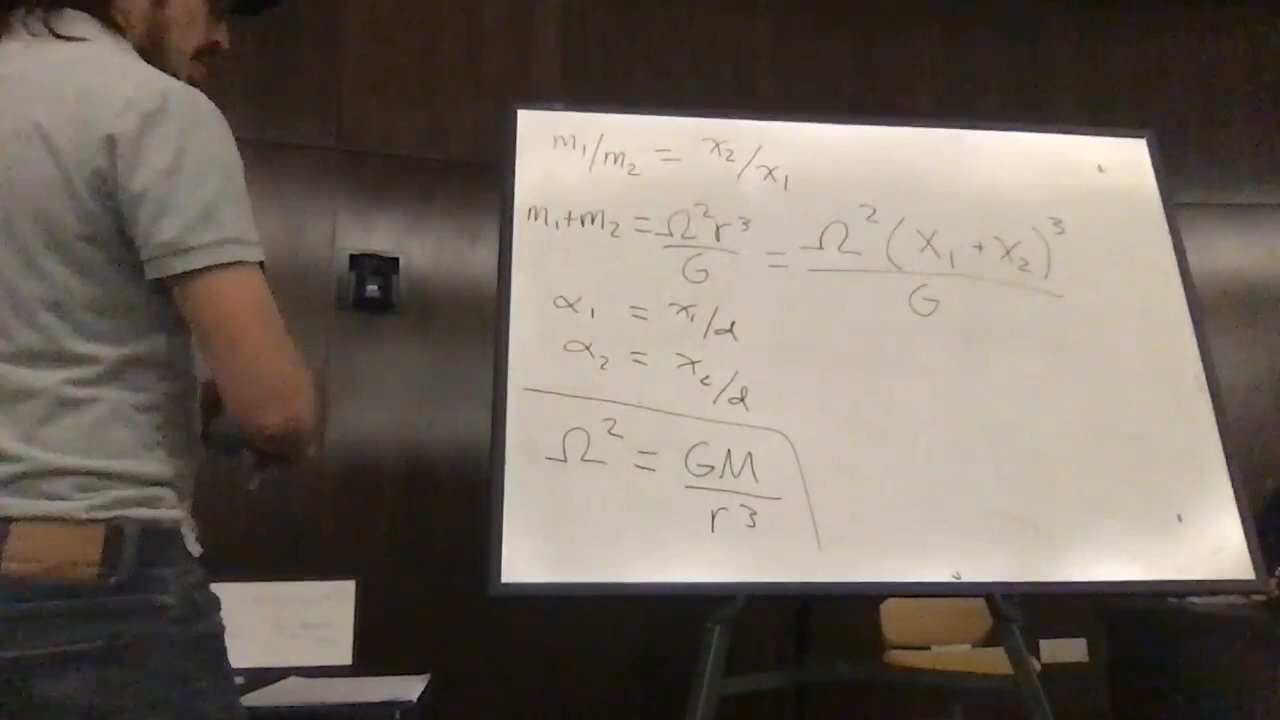 m₁/m₂ = x₂/x₁
m₁+m₂ = Ω²r³/G = Ω²(x₁+x₂)³/G
α₁ = x₁/d
α₂ = x₂/d
Ω² = GM/r³